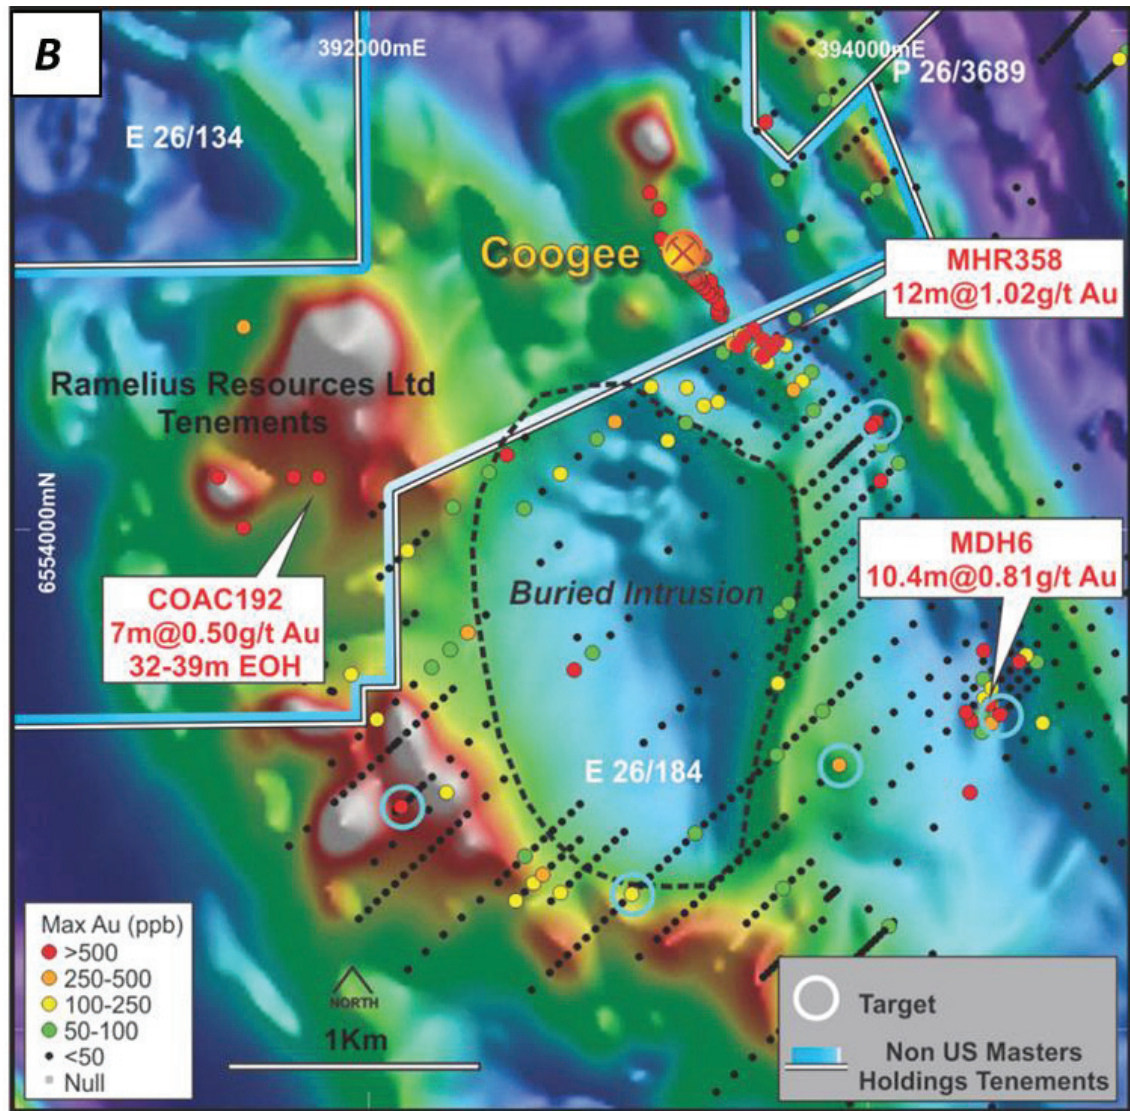 B
392000mE
394000mE
P 26/3689
E 26/134
Coogee
MHR358
12m@1.02g/t Au
Ramelius Resources Ltd
Tenements
6554000mN
MDH6
10.4m@0.81g/t Au
COAC192
7m@0.50g/t Au
32-39m EOH
Buried Intrusion
E 26/184
Max Au (ppb)
>500
250-500
100-250
50-100
<50
Null
NORTH
1Km
Target
Non US Masters
Holdings Tenements